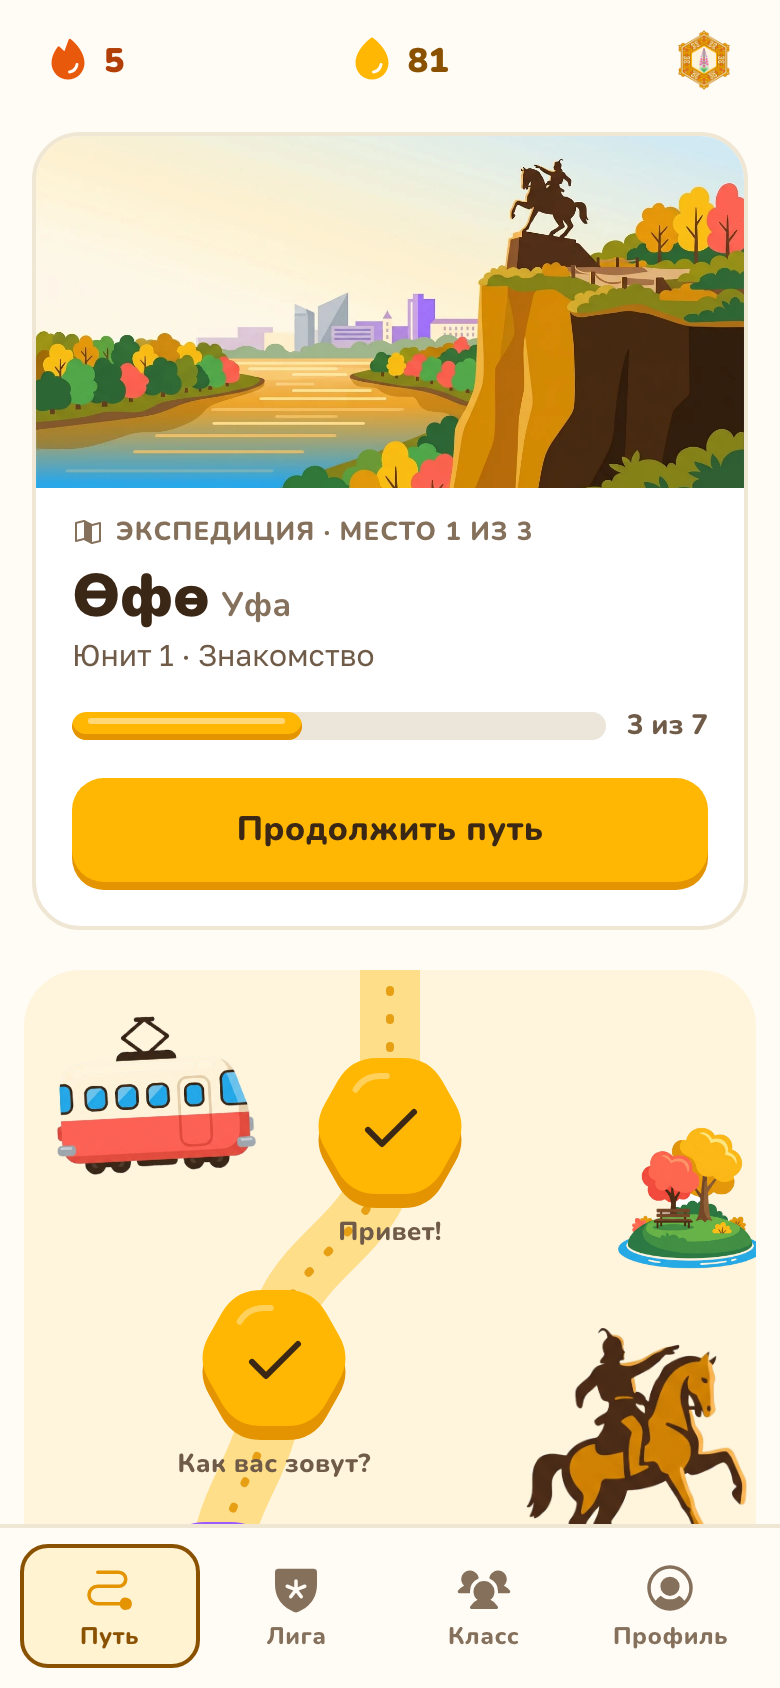 5
81
ЭКСПЕДИЦИЯ · МЕСТО 1 ИЗ 3
Өфө Уфа
Юнит 1 · Знакомство
3 из 7
Продолжить путь
Привет!
Как вас зовут?
Путь
Лига
Класс
Профиль